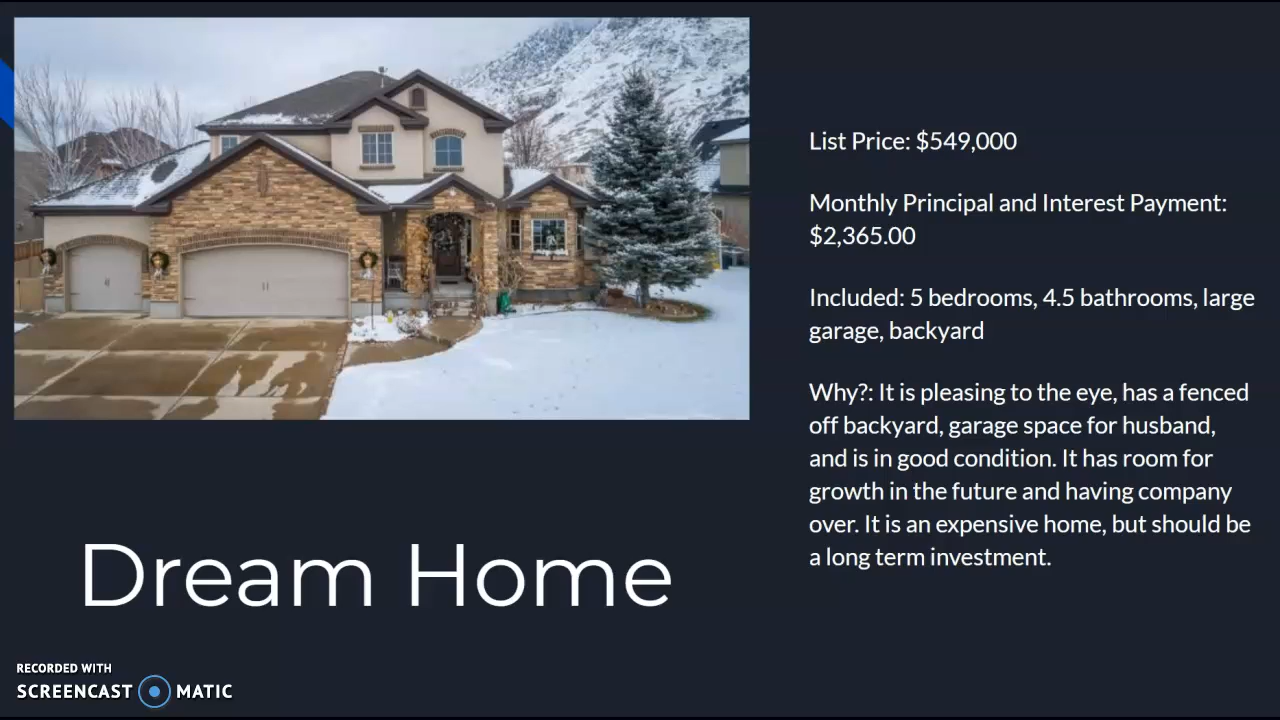 List Price: $549,000
Monthly Principal and Interest Payment:
$2,365.00
Included: 5 bedrooms, 4.5 bathrooms, large
garage, backyard
Why?: It is pleasing to the eye, has a fenced
off backyard, garage space for husband,
and is in good condition. It has room for
growth in the future and having company
over. It is an expensive home, but should be
a long term investment.
Dream Home
RECORDED WITH
SCREENCAST MATIC